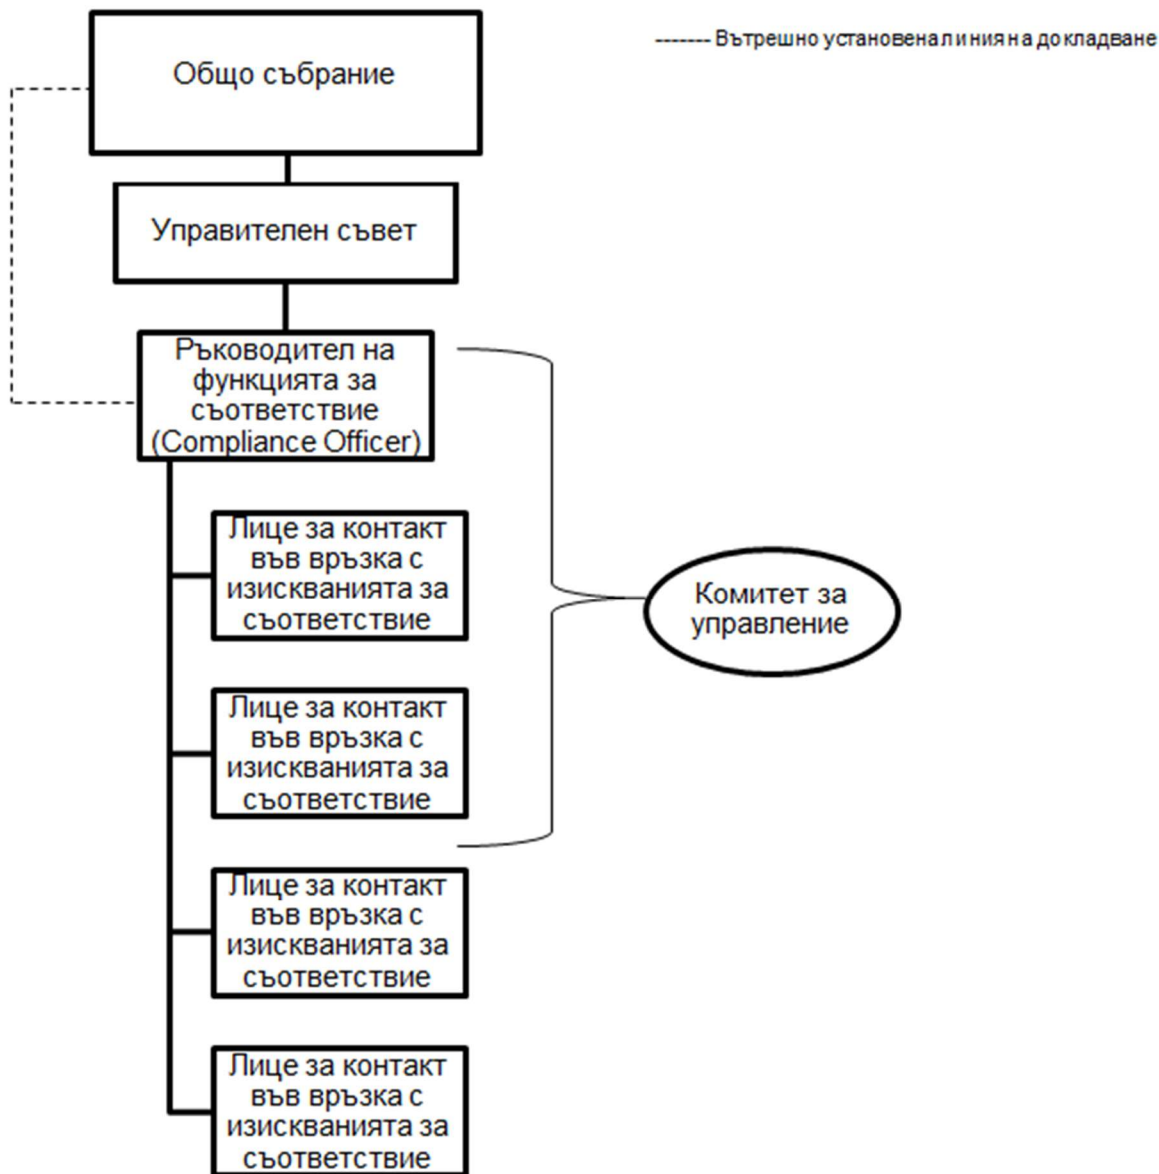 ------- Вътрешно установена линия на докладване
Общо събрание
Управителен съвет
Ръководител на
функцията за
съответствие
(Compliance Officer)
Лице за контакт
във връзка с
изискванията за
съответствие
Комитет за
управление
Лице за контакт
във връзка с
изискванията за
съответствие
Лице за контакт
във връзка с
изискванията за
съответствие
Лице за контакт
във връзка с
изискванията за
съответствие